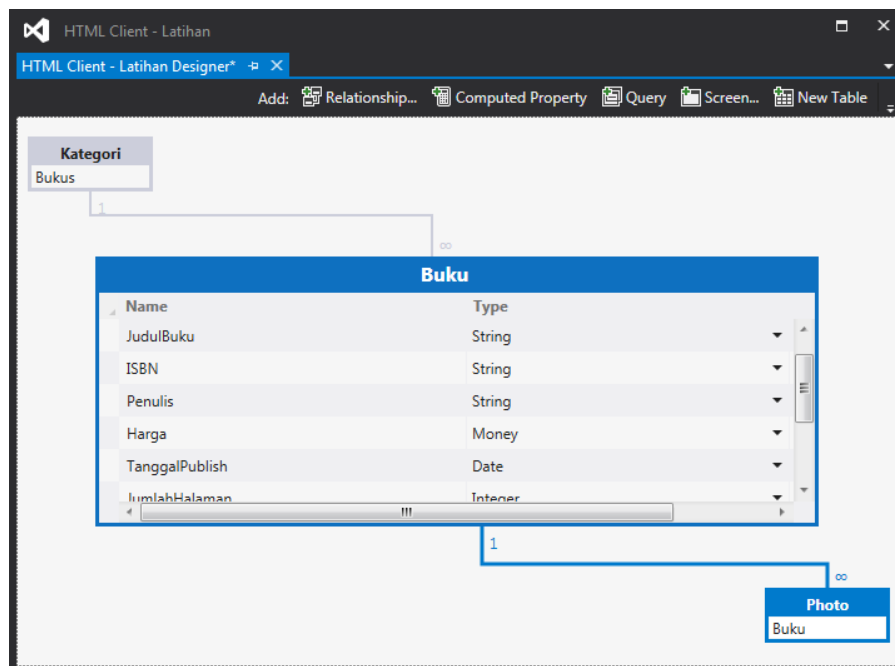 HTML Client - Latihan
HTML Client - Latihan Designer*
Add: Relationship... Computed Property Query Screen... New Table
Kategori
Bukus
1
∞
Buku
Name Type
JudulBuku String
ISBN String
Penulis String
Harga Money
TanggalPublish Date
JumlahHalaman Integer
1
∞
Photo
Buku